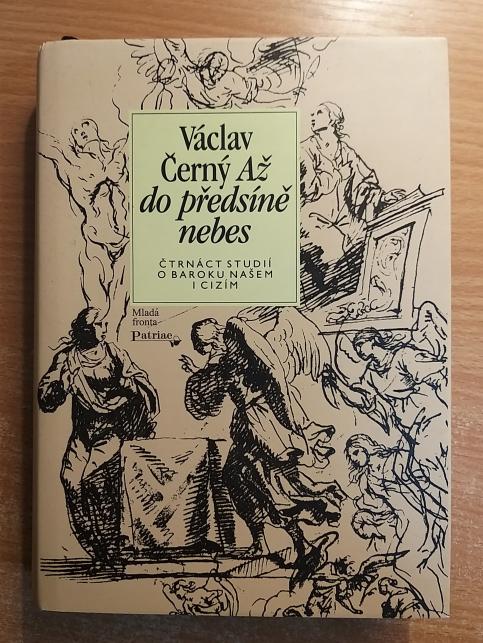 Václav
Černý Až
do předsíně
nebes
ČTRNÁCT STUDIÍ
O BAROKU NAŠEM
I CIZÍM
Mladá
fronta
Patriae